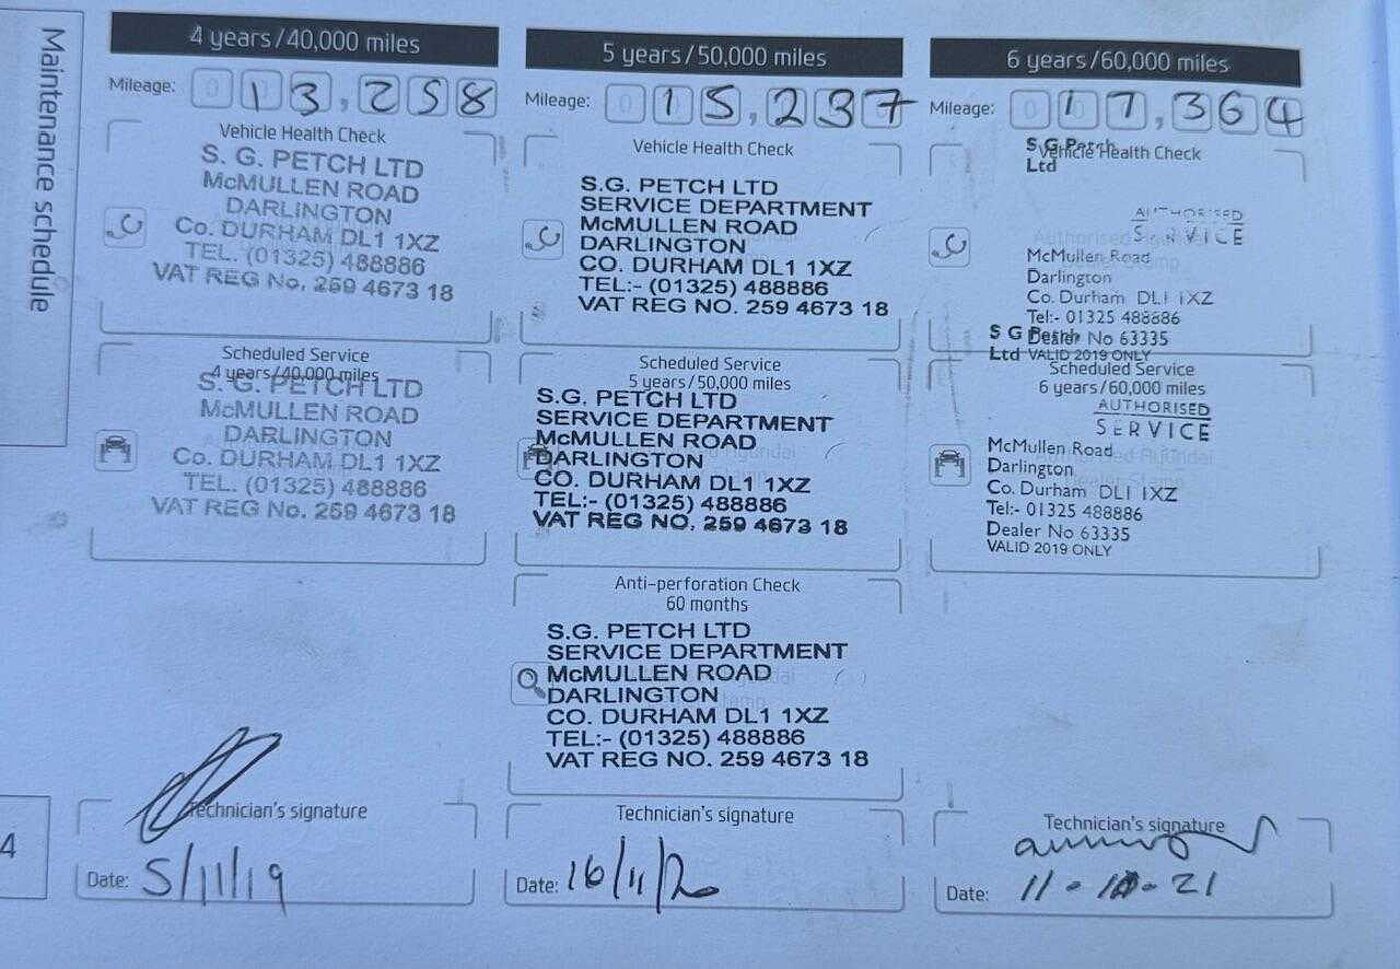 Maintenance schedule
4 years/40,000 miles
Mileage: 13,258
Vehicle Health Check
S. G. PETCH LTD
McMULLEN ROAD
DARLINGTON
Co. DURHAM DL1 1XZ
TEL. (01325) 488886
VAT REG No. 259 4673 18
Scheduled Service
4 years/40,000 miles
S. G. PETCH LTD
McMULLEN ROAD
DARLINGTON
Co. DURHAM DL1 1XZ
TEL. (01325) 488886
VAT REG No. 259 4673 18
Technician's signature
Date: 5/11/19
5 years/50,000 miles
Mileage: 015,237
Vehicle Health Check
S.G. PETCH LTD
SERVICE DEPARTMENT
McMULLEN ROAD
DARLINGTON
CO. DURHAM DL1 1XZ
TEL:- (01325) 488886
VAT REG NO. 259 4673 18
Scheduled Service
5 years/50,000 miles
S.G. PETCH LTD
SERVICE DEPARTMENT
McMULLEN ROAD
DARLINGTON
CO. DURHAM DL1 1XZ
TEL:- (01325) 488886
VAT REG NO. 259 4673 18
Anti-perforation Check
60 months
S.G. PETCH LTD
SERVICE DEPARTMENT
McMULLEN ROAD
DARLINGTON
CO. DURHAM DL1 1XZ
TEL:- (01325) 488886
VAT REG NO. 259 4673 18
Technician's signature
Date: 16/11/20
6 years/60,000 miles
Mileage: 017,364
Vehicle Health Check
S G Petch
Ltd
AUTHORISED
SERVICE
McMullen Road
Darlington
Co. Durham DL1 1XZ
Tel:- 01325 488886
Dealer No 63335
VALID 2019 ONLY
Scheduled Service
6 years/60,000 miles
S G Petch
Ltd
AUTHORISED
SERVICE
McMullen Road
Darlington
Co. Durham DL1 1XZ
Tel:- 01325 488886
Dealer No 63335
VALID 2019 ONLY
Technician's signature
Date: 11-10-21
4